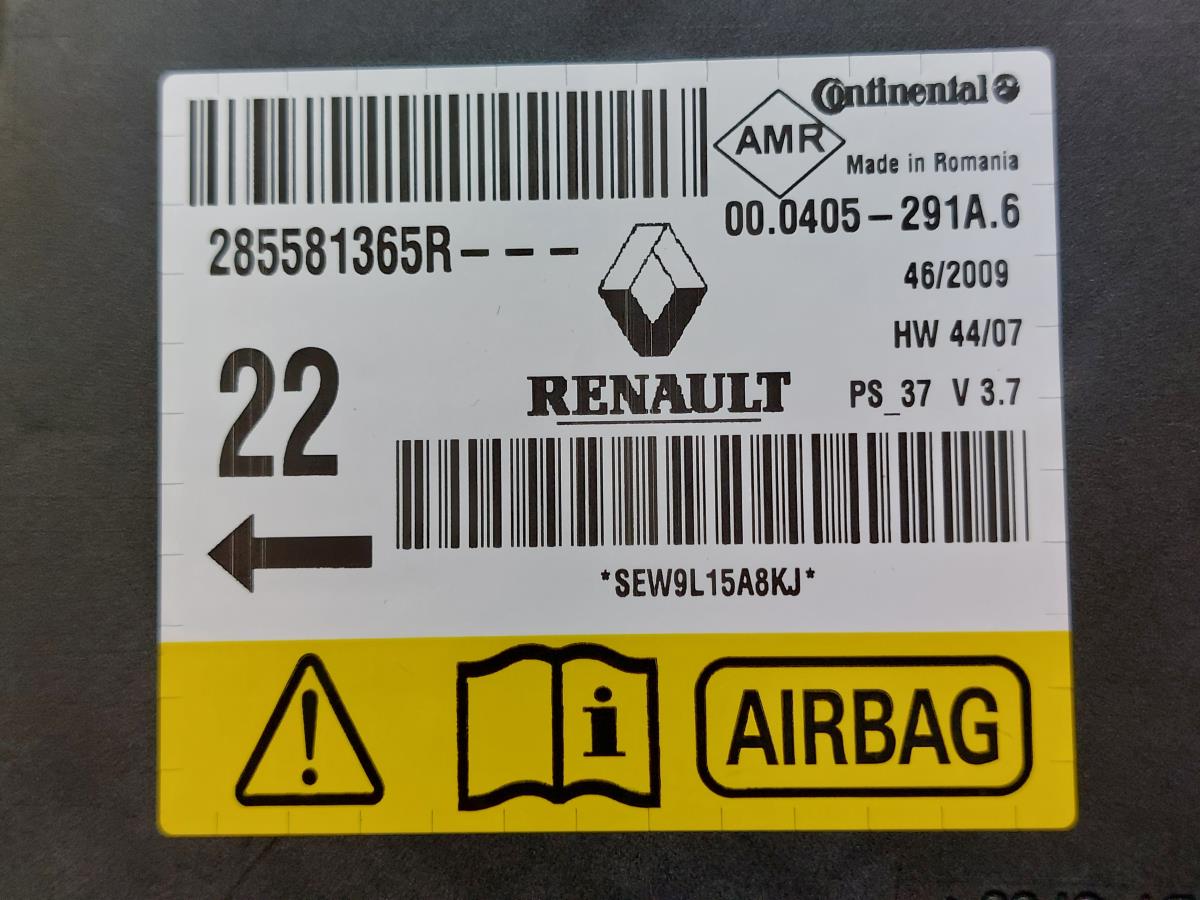 Continental
AMR
Made in Romania
285581365R---
00.0405-291A.6
46/2009
HW 44/07
22
RENAULT
PS_37 V 3.7
*SEW9L15A8KJ*
i
AIRBAG